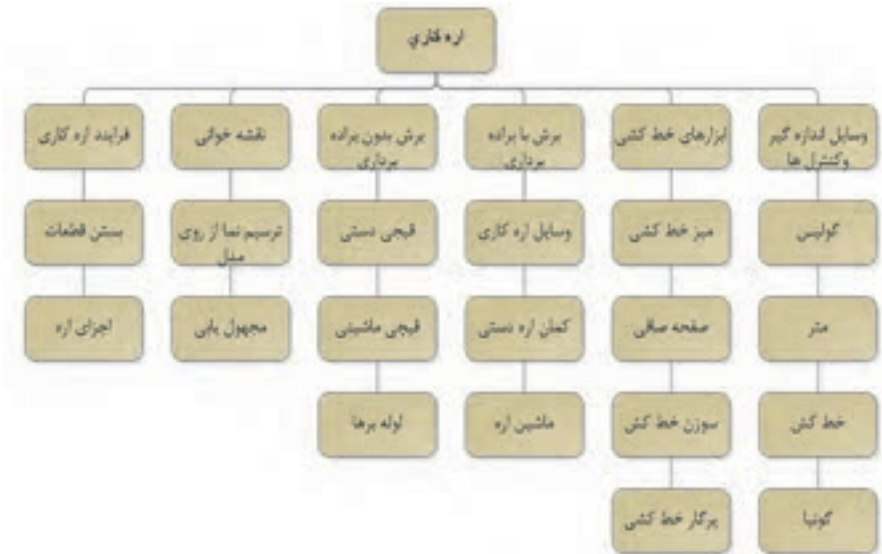 اره کاري
وسایل اندازه گیر
وکنترل ها
ابزارهای خط کشی
برش با براده
برداری
برش بدون براده
برداری
نقشه خوانی
فرایند اره کاری
کولیس
میز خط کشی
وسایل اره کاری
قیچی دستی
ترسیم نما از روی
مدل
بستن قطعات
متر
صفحه صافی
کمان اره دستی
قیچی ماشینی
مجهول یابی
اجزای اره
خط کش
سوزن خط کش
ماشین اره
لوله برها
گونیا
پرگار خط کشی